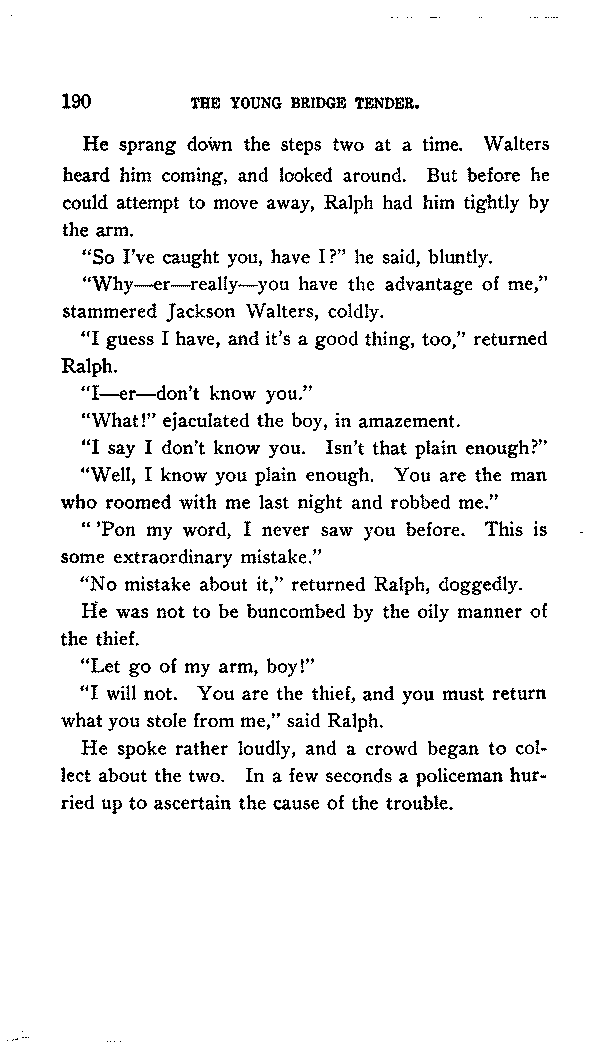 190 THE YOUNG BRIDGE TENDER.
He sprang down the steps two at a time. Walters
heard him coming, and looked around. But before he
could attempt to move away, Ralph had him tightly by
the arm.
"So I've caught you, have I?" he said, bluntly.
"Why—er—really—you have the advantage of me,"
stammered Jackson Walters, coldly.
"I guess I have, and it's a good thing, too," returned
Ralph.
"I—er—don't know you."
"What!" ejaculated the boy, in amazement.
"I say I don't know you. Isn't that plain enough?"
"Well, I know you plain enough. You are the man
who roomed with me last night and robbed me."
" 'Pon my word, I never saw you before. This is
some extraordinary mistake."
"No mistake about it," returned Ralph, doggedly.
He was not to be buncombed by the oily manner of
the thief.
"Let go of my arm, boy!"
"I will not. You are the thief, and you must return
what you stole from me," said Ralph.
He spoke rather loudly, and a crowd began to col-
lect about the two. In a few seconds a policeman hur-
ried up to ascertain the cause of the trouble.